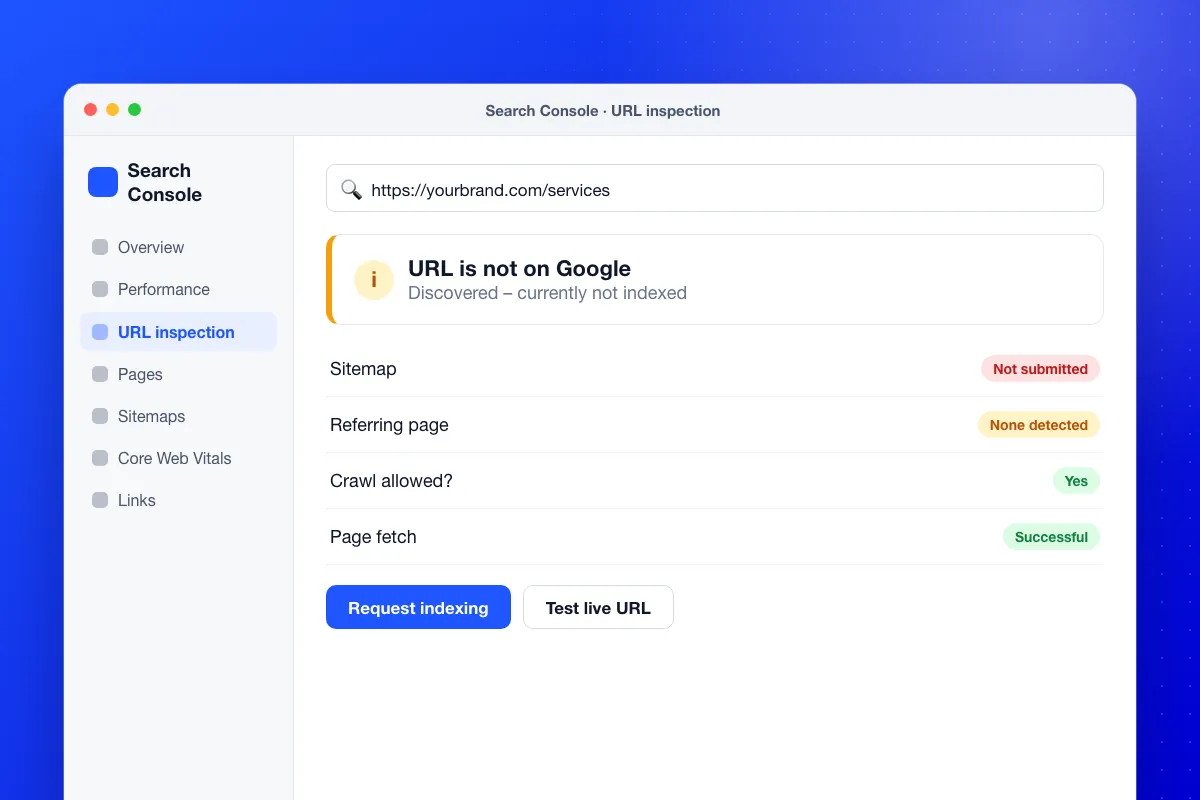 Search Console · URL inspection
Search
Console
Overview
Performance
URL inspection
Pages
Sitemaps
Core Web Vitals
Links
https://yourbrand.com/services
i
URL is not on Google
Discovered – currently not indexed
Sitemap
Not submitted
Referring page
None detected
Crawl allowed?
Yes
Page fetch
Successful
Request indexing
Test live URL